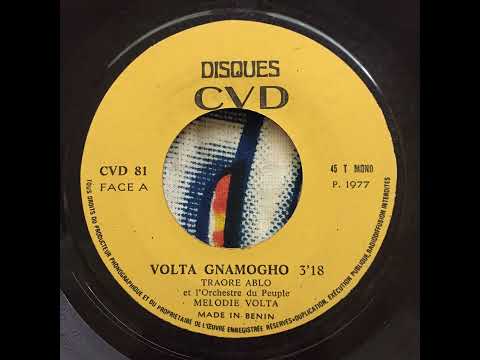 DISQUES
CVD
CVD 81
FACE A
45 T MONO
P. 1977
VOLTA GNAMOGHO 3'18
TRAORE ABLO
et l'Orchestre du Peuple
MELODIE VOLTA
MADE IN BENIN
TOUS DROITS DU PRODUCTEUR PHONOGRAPHIQUE ET DU PROPRIETAIRE DE L'ŒUVRE ENREGISTRÉE RÉSERVÉS - DUPLICATION, EXÉCUTION PUBLIQUE, RADIODIFFUSION INTERDITES